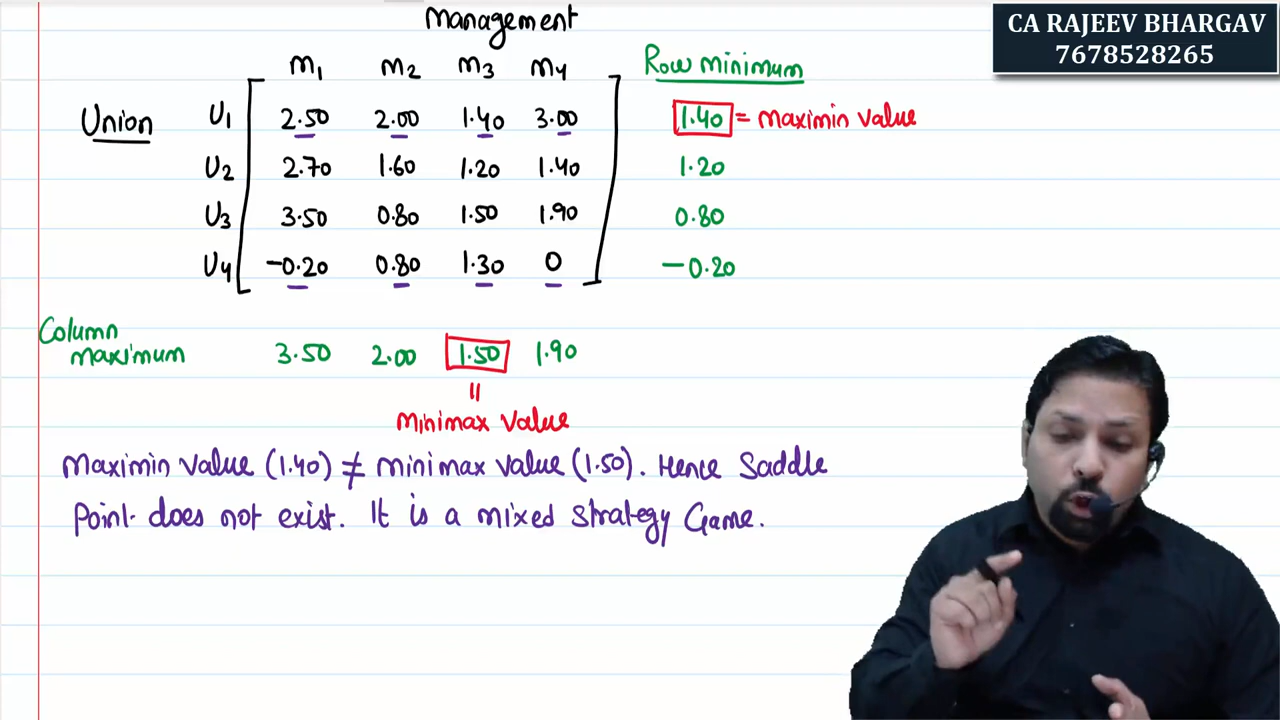 Management
CA RAJEEV BHARGAV
7678528265
M1 M2 M3 M4 Row minimum
Union U1 2.50 2.00 1.40 3.00 1.40 = maximin value
U2 2.70 1.60 1.20 1.40 1.20
U3 3.50 0.80 1.50 1.90 0.80
U4 -0.20 0.80 1.30 0 -0.20
Column
maximum 3.50 2.00 1.50 1.90
=
Minimax value
Maximin value (1.40) ≠ minimax value (1.50). Hence Saddle
Point does not exist. It is a mixed strategy Game.